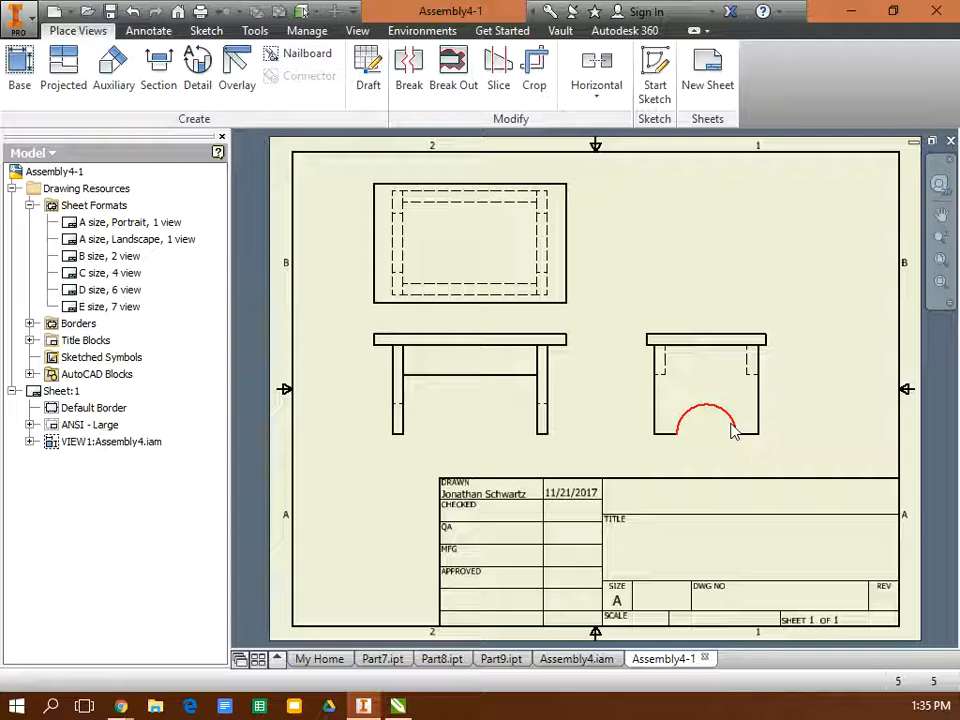 Assembly4-1
Sign In
PRO
Place Views Annotate Sketch Tools Manage View Environments Get Started Vault Autodesk 360
Base Projected Auxiliary Section Detail Overlay Nailboard Connector Draft Break Break Out Slice Crop Horizontal Start Sketch New Sheet
Create Modify Sketch Sheets
Model
Assembly4-1
Drawing Resources
Sheet Formats
A size, Portrait, 1 view
A size, Landscape, 1 view
B size, 2 view
C size, 4 view
D size, 6 view
E size, 7 view
Borders
Title Blocks
Sketched Symbols
AutoCAD Blocks
Sheet:1
Default Border
ANSI - Large
VIEW1:Assembly4.iam
2 1
B B
A A
DRAWN
Jonathan Schwartz 11/21/2017
CHECKED
TITLE
QA
MFG
APPROVED
SIZE DWG NO REV
A
SCALE
SHEET 1 OF 1
2 1
My Home Part7.ipt Part8.ipt Part9.ipt Assembly4.iam Assembly4-1
5 5
1:35 PM